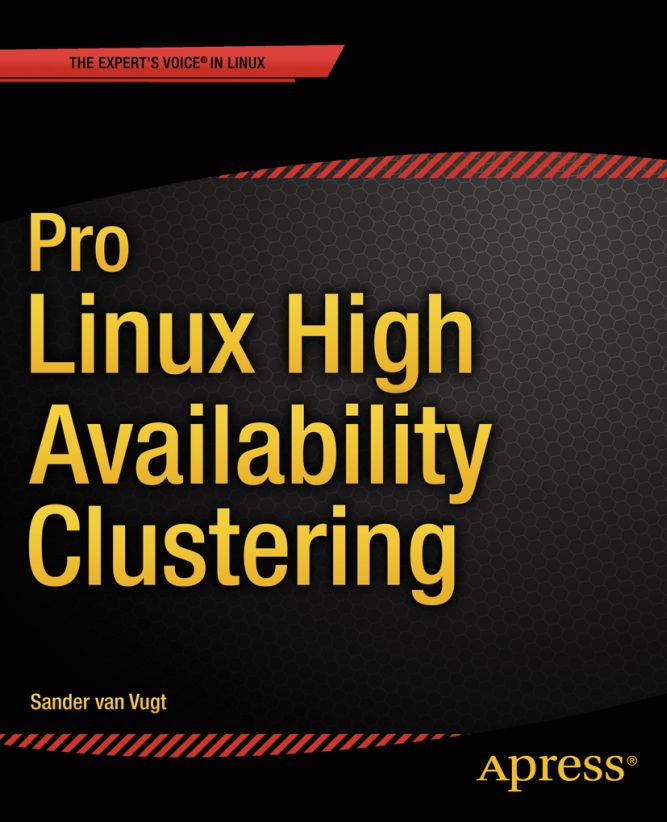 THE EXPERT'S VOICE® IN LINUX
Pro
Linux High
Availability
Clustering
Sander van Vugt
Apress®